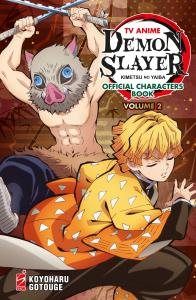 TV ANIME
DEMON
SLAYER
KIMETSU NO YAIBA
OFFICIAL CHARACTERS
BOOK
VOLUME 2
KOYOHARU
GOTOUGE